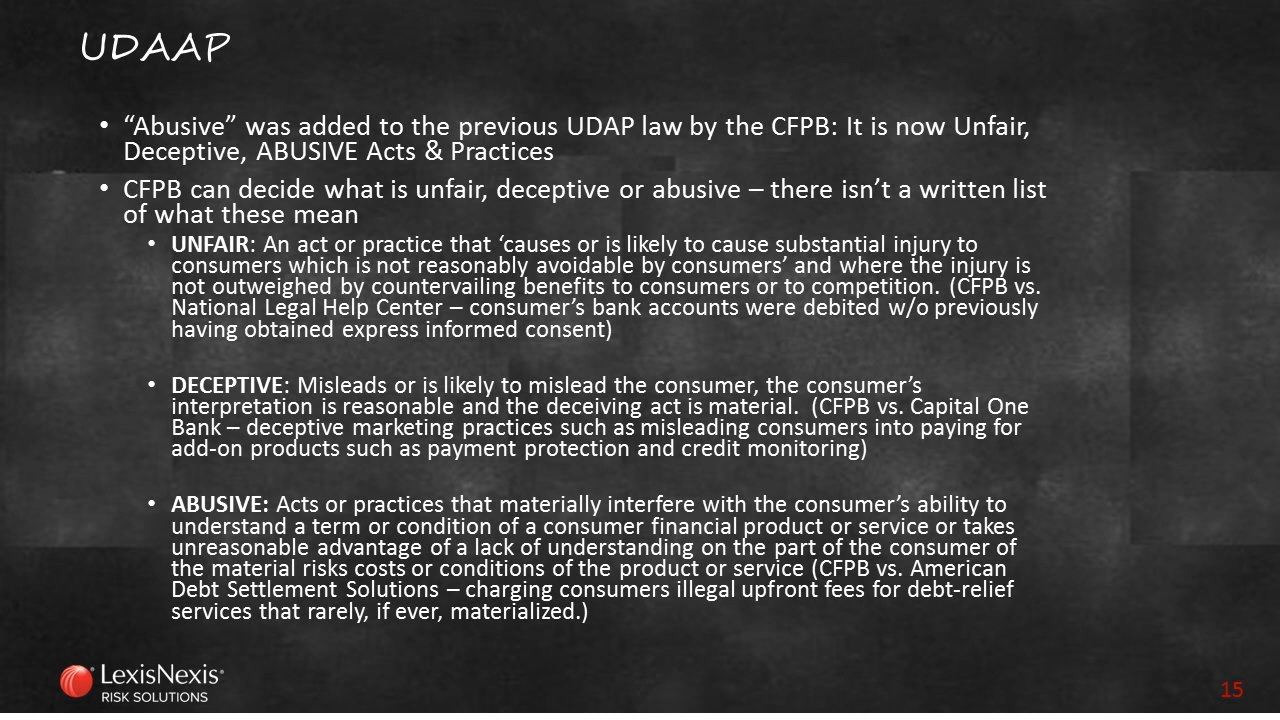 UDAAP
• “Abusive” was added to the previous UDAP law by the CFPB: It is now Unfair,
Deceptive, ABUSIVE Acts & Practices
• CFPB can decide what is unfair, deceptive or abusive – there isn’t a written list
of what these mean
• UNFAIR: An act or practice that ‘causes or is likely to cause substantial injury to
consumers which is not reasonably avoidable by consumers’ and where the injury is
not outweighed by countervailing benefits to consumers or to competition. (CFPB vs.
National Legal Help Center – consumer’s bank accounts were debited w/o previously
having obtained express informed consent)
• DECEPTIVE: Misleads or is likely to mislead the consumer, the consumer’s
interpretation is reasonable and the deceiving act is material. (CFPB vs. Capital One
Bank – deceptive marketing practices such as misleading consumers into paying for
add-on products such as payment protection and credit monitoring)
• ABUSIVE: Acts or practices that materially interfere with the consumer’s ability to
understand a term or condition of a consumer financial product or service or takes
unreasonable advantage of a lack of understanding on the part of the consumer of
the material risks costs or conditions of the product or service (CFPB vs. American
Debt Settlement Solutions – charging consumers illegal upfront fees for debt-relief
services that rarely, if ever, materialized.)
LexisNexis
RISK SOLUTIONS
15